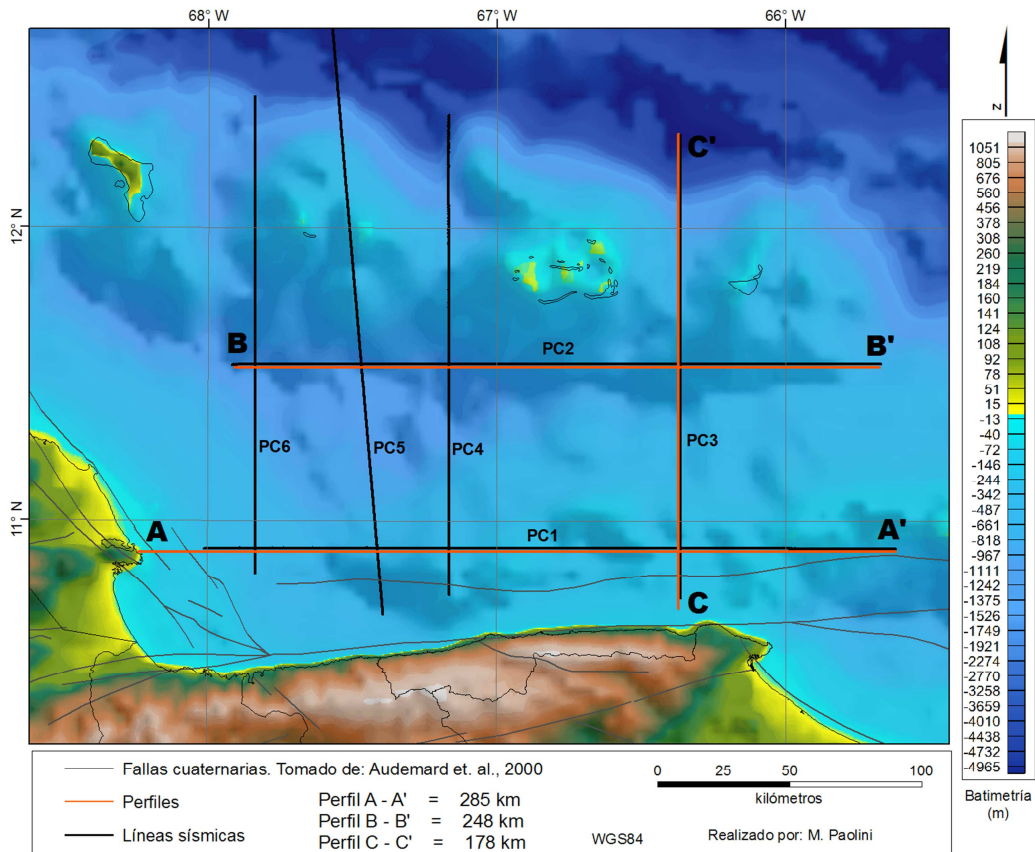 68° W
67° W
66° W
12° N
11° N
N
C'
B
PC2
B'
PC6
PC5
PC4
PC3
A
PC1
A'
C
1051
805
676
560
456
378
308
260
219
184
160
141
124
108
92
78
51
15
-13
-40
-72
-146
-244
-342
-487
-661
-818
-967
-1111
-1242
-1375
-1526
-1749
-1921
-2274
-2770
-3258
-3659
-4010
-4438
-4732
-4965
Batimetría
(m)
Fallas cuaternarias. Tomado de: Audemard et. al., 2000
Perfiles
Líneas sísmicas
Perfil A - A' = 285 km
Perfil B - B' = 248 km
Perfil C - C' = 178 km
0 25 50 100
kilómetros
WGS84
Realizado por: M. Paolini